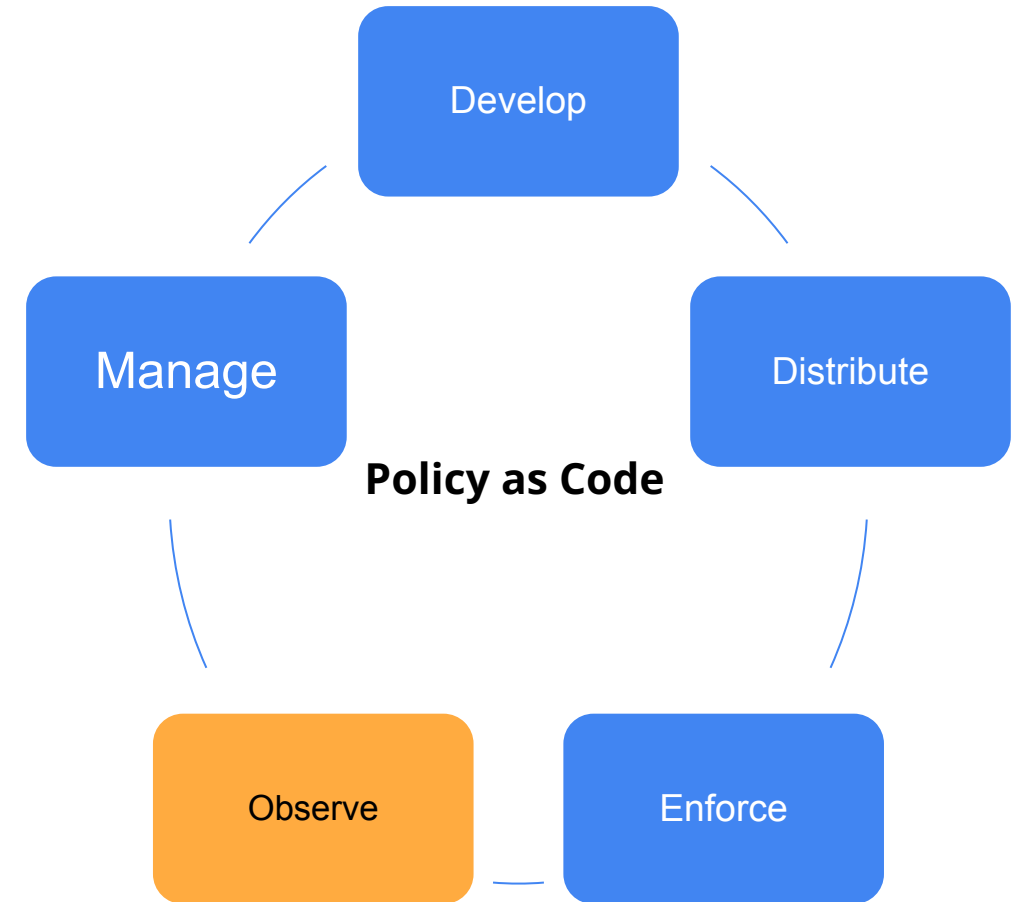 Develop
Manage
Distribute
Policy as Code
Observe
Enforce